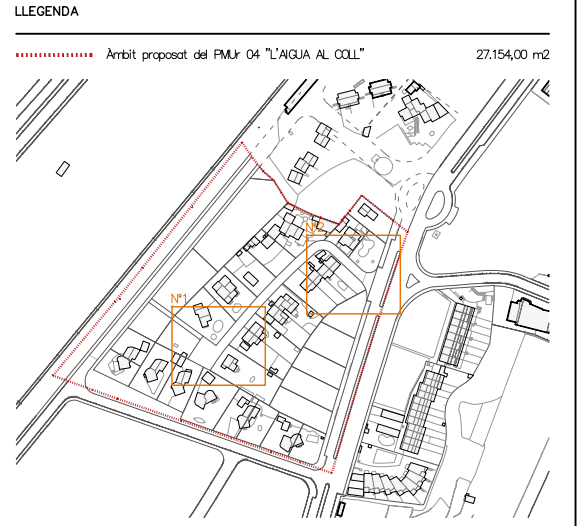 LLEGENDA
Àmbit proposat del PMUr 04 "L'AIGUA AL COLL" 27.154,00 m2
Nº2
Nº1